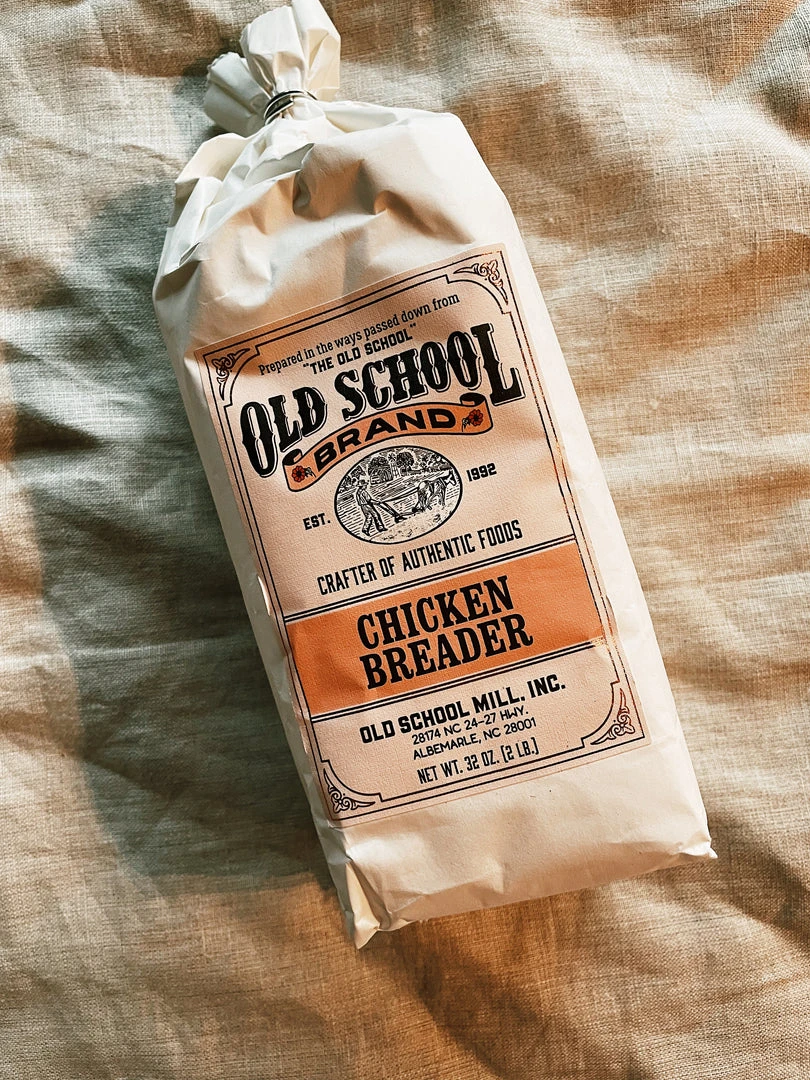 Prepared in the ways passed down from
"THE OLD SCHOOL"
OLD SCHOOL
BRAND
EST. 1992
CRAFTER OF AUTHENTIC FOODS
CHICKEN
BREADER
OLD SCHOOL MILL, INC.
28174 NC 24-27 HWY.
ALBEMARLE, NC 28001
NET WT. 32 OZ. (2 LB.)